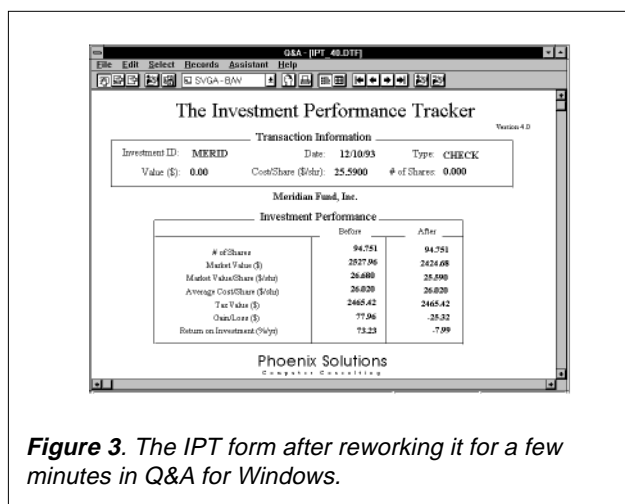 Q&A - [IPT_40.DTF]
File Edit Select Records Assistant Help
SVGA - B/W
The Investment Performance Tracker
Version 4.0
Transaction Information
Investment ID: MERID Date: 12/10/93 Type: CHECK
Value ($): 0.00 Cost/Share ($/shr): 25.5900 # of Shares: 0.000
Meridian Fund, Inc.
Investment Performance
Before After
# of Shares 94.751 94.751
Market Value ($) 2527.96 2424.68
Market Value/Share ($/shr) 26.680 25.590
Average Cost/Share ($/shr) 26.020 26.020
Tax Value ($) 2465.42 2465.42
Gain/Loss ($) 77.96 -25.32
Return on Investment (%/yr) 73.23 -7.99
Phoenix Solutions
Computer Consulting
Figure 3. The IPT form after reworking it for a few
minutes in Q&A for Windows.